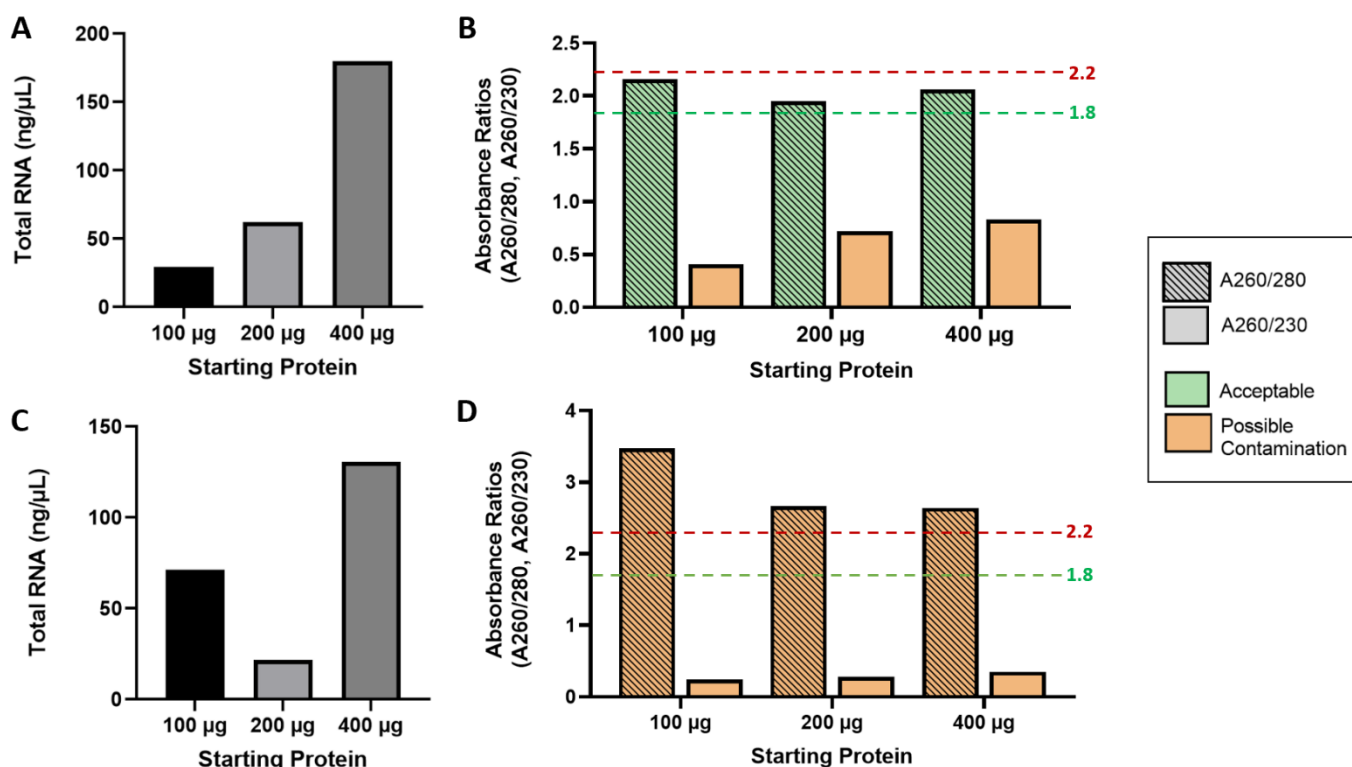 A
Total RNA (ng/µL)
200
150
100
50
0
100 µg 200 µg 400 µg
Starting Protein
B
Absorbance Ratios
(A260/280, A260/230)
2.5
2.0
1.5
1.0
0.5
0.0
2.2
1.8
100 µg 200 µg 400 µg
Starting Protein
A260/280
A260/230
Acceptable
Possible
Contamination
C
Total RNA (ng/µL)
150
100
50
0
100 µg 200 µg 400 µg
Starting Protein
D
Absorbance Ratios
(A260/280, A260/230)
4
3
2
1
0
2.2
1.8
100 µg 200 µg 400 µg
Starting Protein